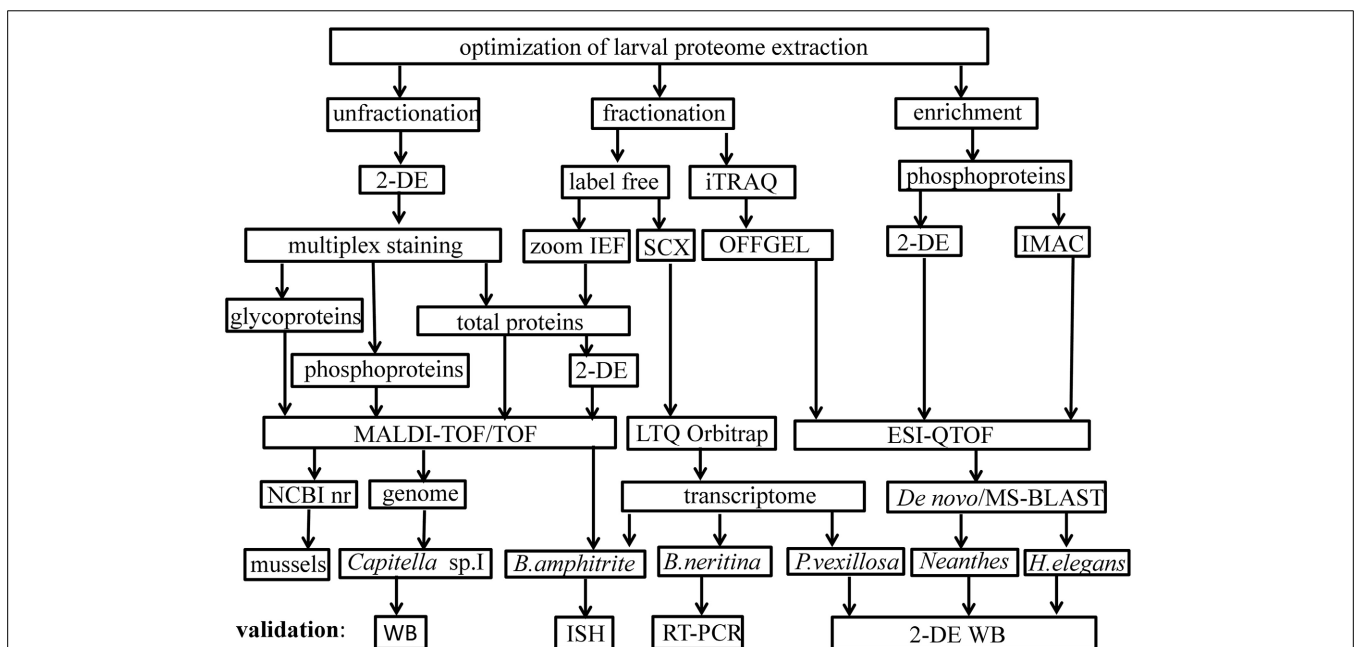 optimization of larval proteome extraction
unfractionation fractionation enrichment
2-DE label free iTRAQ phosphoproteins
multiplex staining zoom IEF SCX OFFGEL 2-DE IMAC
glycoproteins total proteins
phosphoproteins 2-DE
MALDI-TOF/TOF LTQ Orbitrap ESI-QTOF
NCBI nr genome transcriptome De novo/MS-BLAST
mussels Capitella sp.I B.amphitrite B.neritina P.vexillosa Neanthes H.elegans
validation: WB ISH RT-PCR 2-DE WB